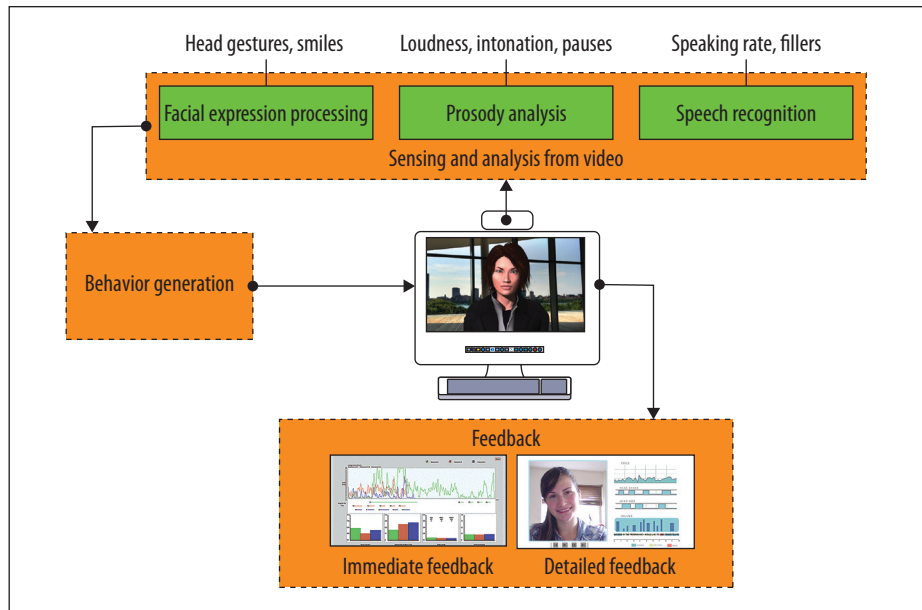 Head gestures, smiles
Loudness, intonation, pauses
Speaking rate, fillers
Facial expression processing
Prosody analysis
Speech recognition
Sensing and analysis from video
Behavior generation
Feedback
Immediate feedback
Detailed feedback